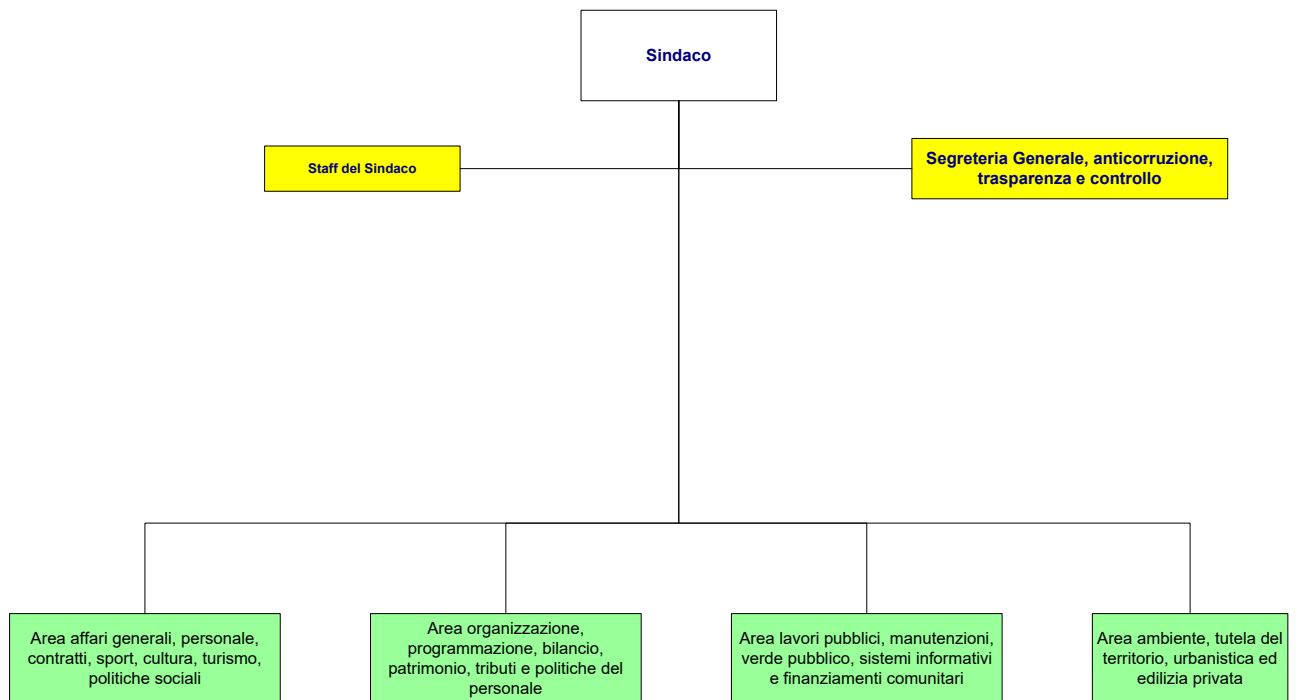 Sindaco
Staff del Sindaco
Segreteria Generale, anticorruzione,
trasparenza e controllo
Area affari generali, personale,
contratti, sport, cultura, turismo,
politiche sociali
Area organizzazione,
programmazione, bilancio,
patrimonio, tributi e politiche del
personale
Area lavori pubblici, manutenzioni,
verde pubblico, sistemi informativi
e finanziamenti comunitari
Area ambiente, tutela del
territorio, urbanistica ed
edilizia privata